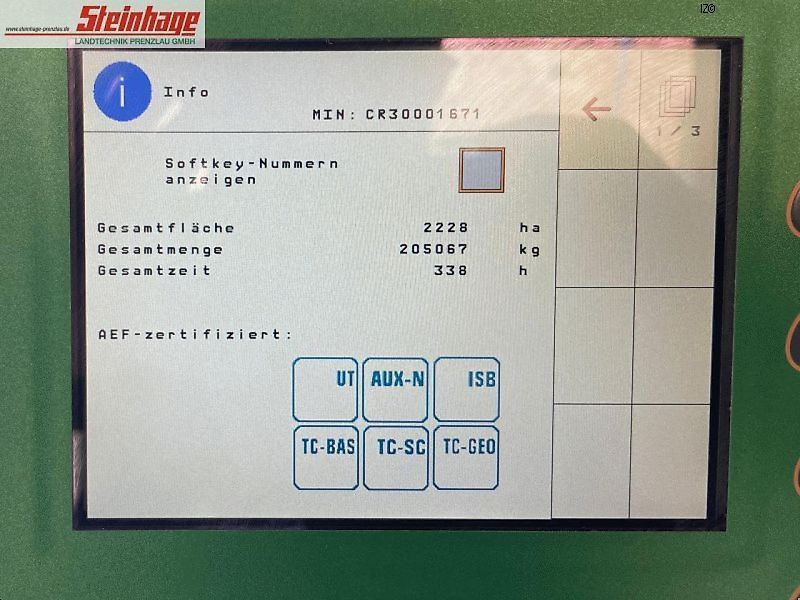 Steinhage
www.steinhage-prenzlau.de
LANDTECHNIK PRENZLAU GMBH
i Info
MIN: CR30001671
1 / 3
Softkey-Nummern
anzeigen
Gesamtfläche 2228 ha
Gesamtmenge 205067 kg
Gesamtzeit 338 h
AEF-zertifiziert:
UT AUX-N ISB
TC-BAS TC-SC TC-GEO